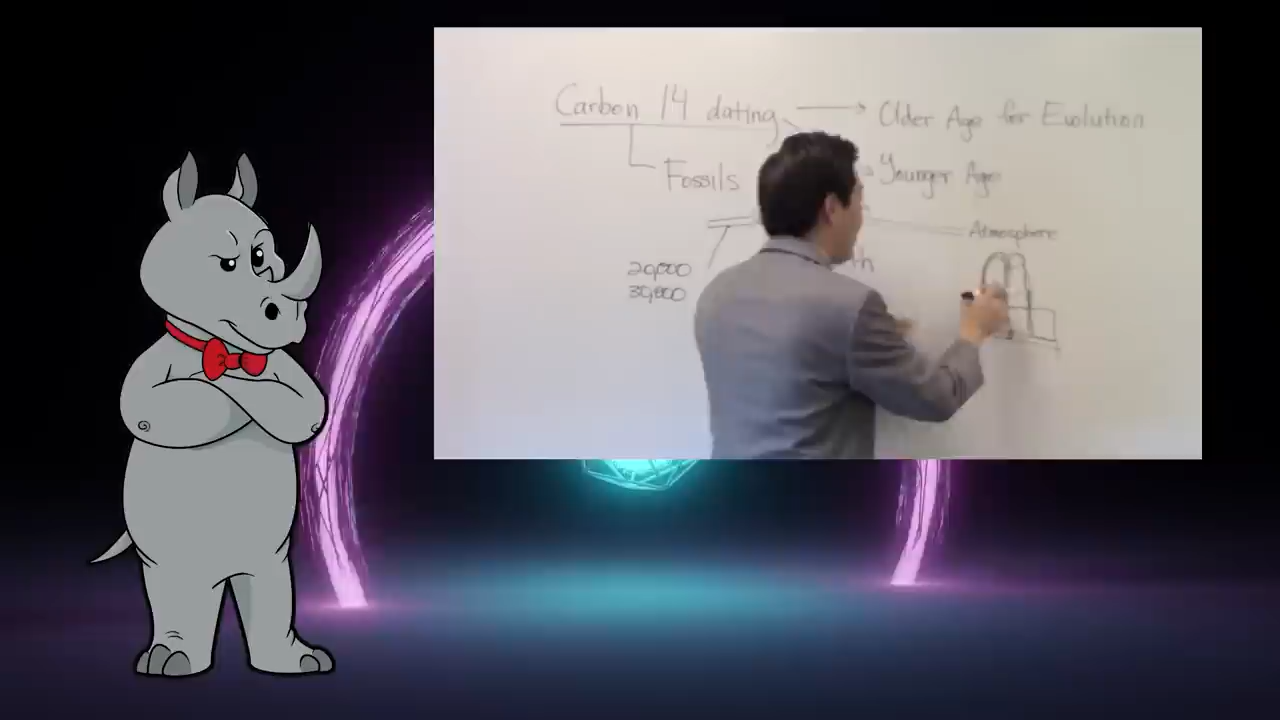 Carbon 14 dating → Older Age for Evolution
Fossils
Younger Age
Atmosphere
20,000
30,000